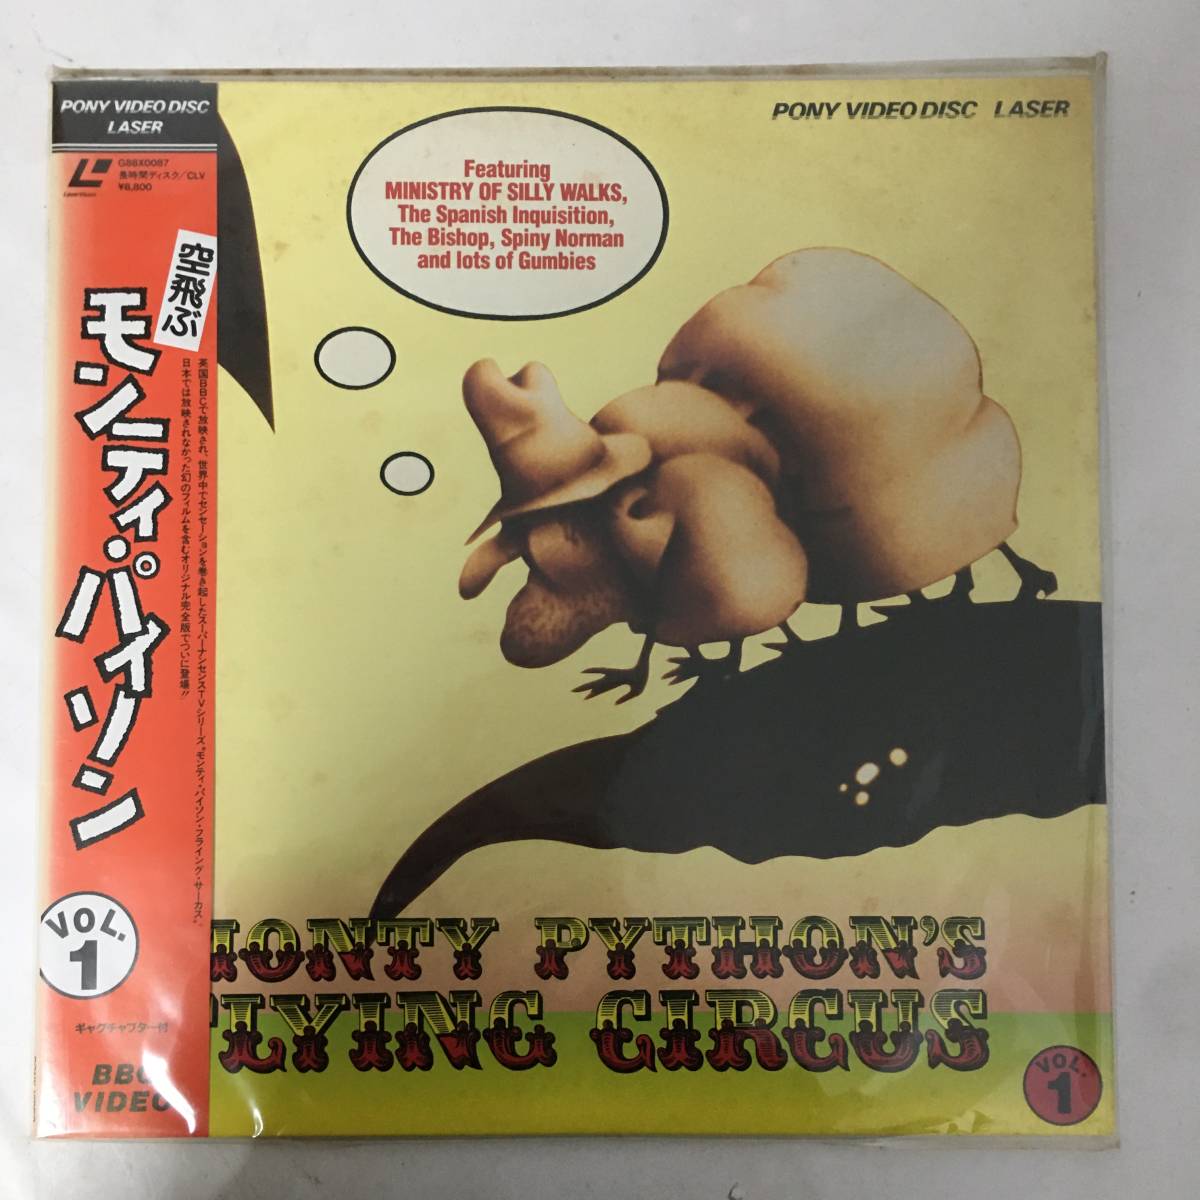 PONY VIDEO DISC
LASER
G88X0087
長時間ディスク/CLV
¥8,800
LaserVision
空飛ぶ
モンティ・パイソン
英国BBCで放映され、世界中でセンセーションを巻き起したスーパーナンセンスTVシリーズ“モンティ・パイソン・フライング・サーカス”
日本では放映されなかった幻のフィルムを含むオリジナル完全版でついに登場!!
VOL.
1
ギャグチャプター付
BBC
VIDEO
PONY VIDEO DISC LASER
Featuring
MINISTRY OF SILLY WALKS,
The Spanish Inquisition,
The Bishop, Spiny Norman
and lots of Gumbies
MONTY PYTHON'S
FLYING CIRCUS
VOL.
1